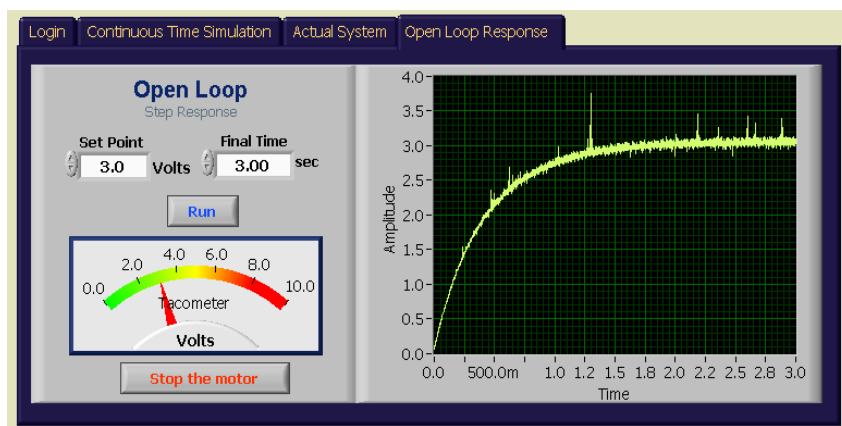 Login Continuous Time Simulation Actual System Open Loop Response
Open Loop
Step Response
Set Point Final Time
3.0 Volts 3.00 sec
Run
0.0 2.0 4.0 6.0 8.0 10.0
Tacometer
Volts
Stop the motor
4.0
3.5
3.0
2.5
2.0
1.5
1.0
0.5
0.0
Amplitude
0.0 500.0m 1.0 1.2 1.5 1.8 2.0 2.2 2.5 2.8 3.0
Time